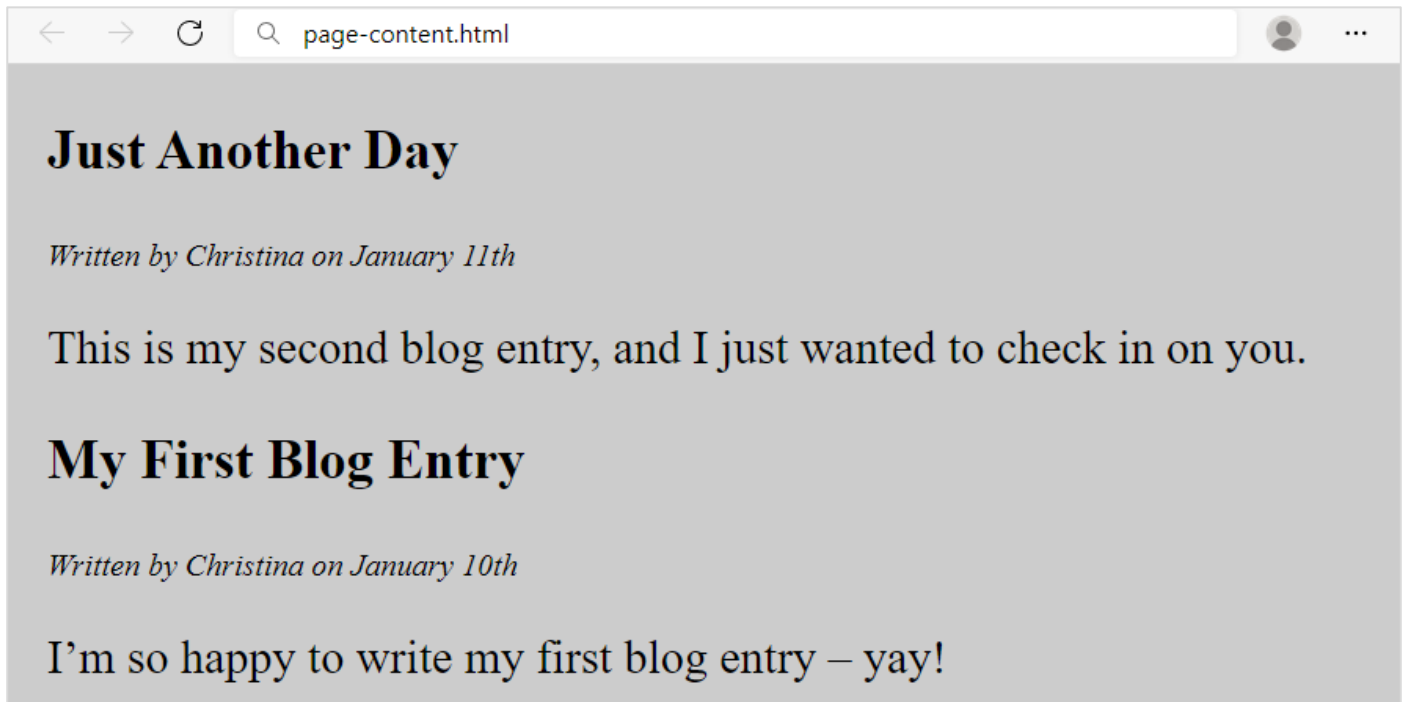 page-content.html
Just Another Day
Written by Christina on January 11th
This is my second blog entry, and I just wanted to check in on you.
My First Blog Entry
Written by Christina on January 10th
I’m so happy to write my first blog entry – yay!